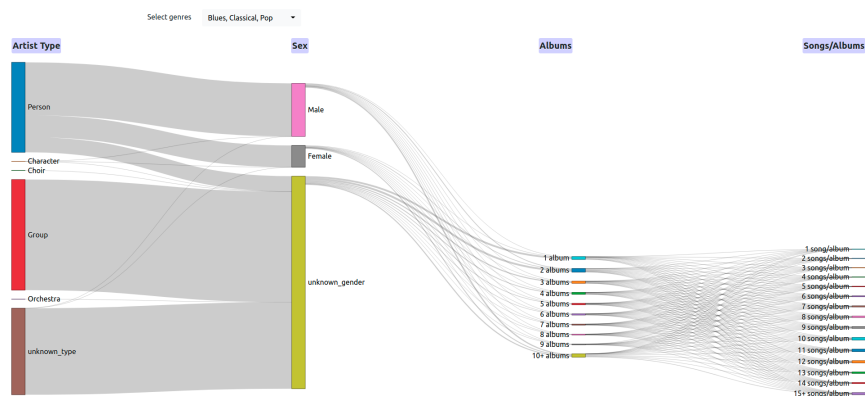 Select genres
Blues, Classical, Pop
Artist Type
Sex
Albums
Songs/Albums
Person
Character
Choir
Group
Orchestra
unknown_type
Male
Female
unknown_gender
1 album
2 albums
3 albums
4 albums
5 albums
6 albums
7 albums
8 albums
9 albums
10+ albums
1 song/album
2 songs/album
3 songs/album
4 songs/album
5 songs/album
6 songs/album
7 songs/album
8 songs/album
9 songs/album
10 songs/album
11 songs/album
12 songs/album
13 songs/album
14 songs/album
15+ songs/album